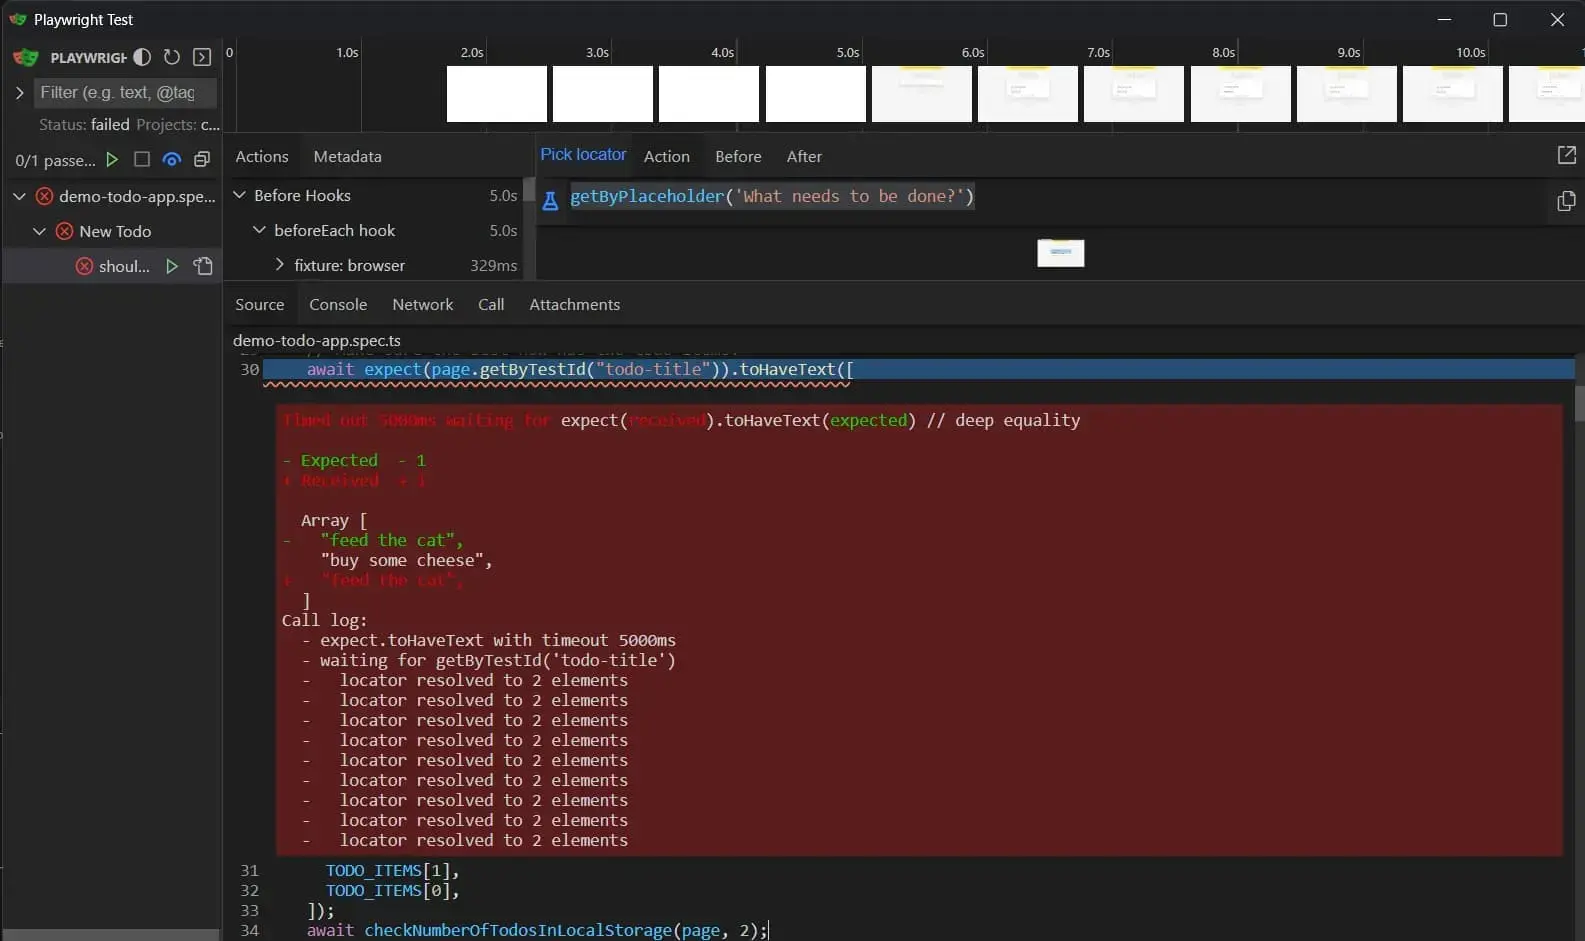 Playwright Test
PLAYWRIGH
Filter (e.g. text, @tag
Status: failed Projects: c...
0/1 passe...
demo-todo-app.spe...
New Todo
shoul...
0 1.0s 2.0s 3.0s 4.0s 5.0s 6.0s 7.0s 8.0s 9.0s 10.0s
Actions Metadata
Before Hooks 5.0s
beforeEach hook 5.0s
fixture: browser 329ms
Pick locator Action Before After
getByPlaceholder('What needs to be done?')
Source Console Network Call Attachments
demo-todo-app.spec.ts
30 await expect(page.getByTestId("todo-title")).toHaveText([
Timed out 5000ms waiting for expect(received).toHaveText(expected) // deep equality
- Expected - 1
+ Received + 1
Array [
- "feed the cat",
"buy some cheese",
+ "feed the cat",
]
Call log:
- expect.toHaveText with timeout 5000ms
- waiting for getByTestId('todo-title')
- locator resolved to 2 elements
- locator resolved to 2 elements
- locator resolved to 2 elements
- locator resolved to 2 elements
- locator resolved to 2 elements
- locator resolved to 2 elements
- locator resolved to 2 elements
- locator resolved to 2 elements
- locator resolved to 2 elements
31 TODO_ITEMS[1],
32 TODO_ITEMS[0],
33 ]);
34 await checkNumberOfTodosInLocalStorage(page, 2);